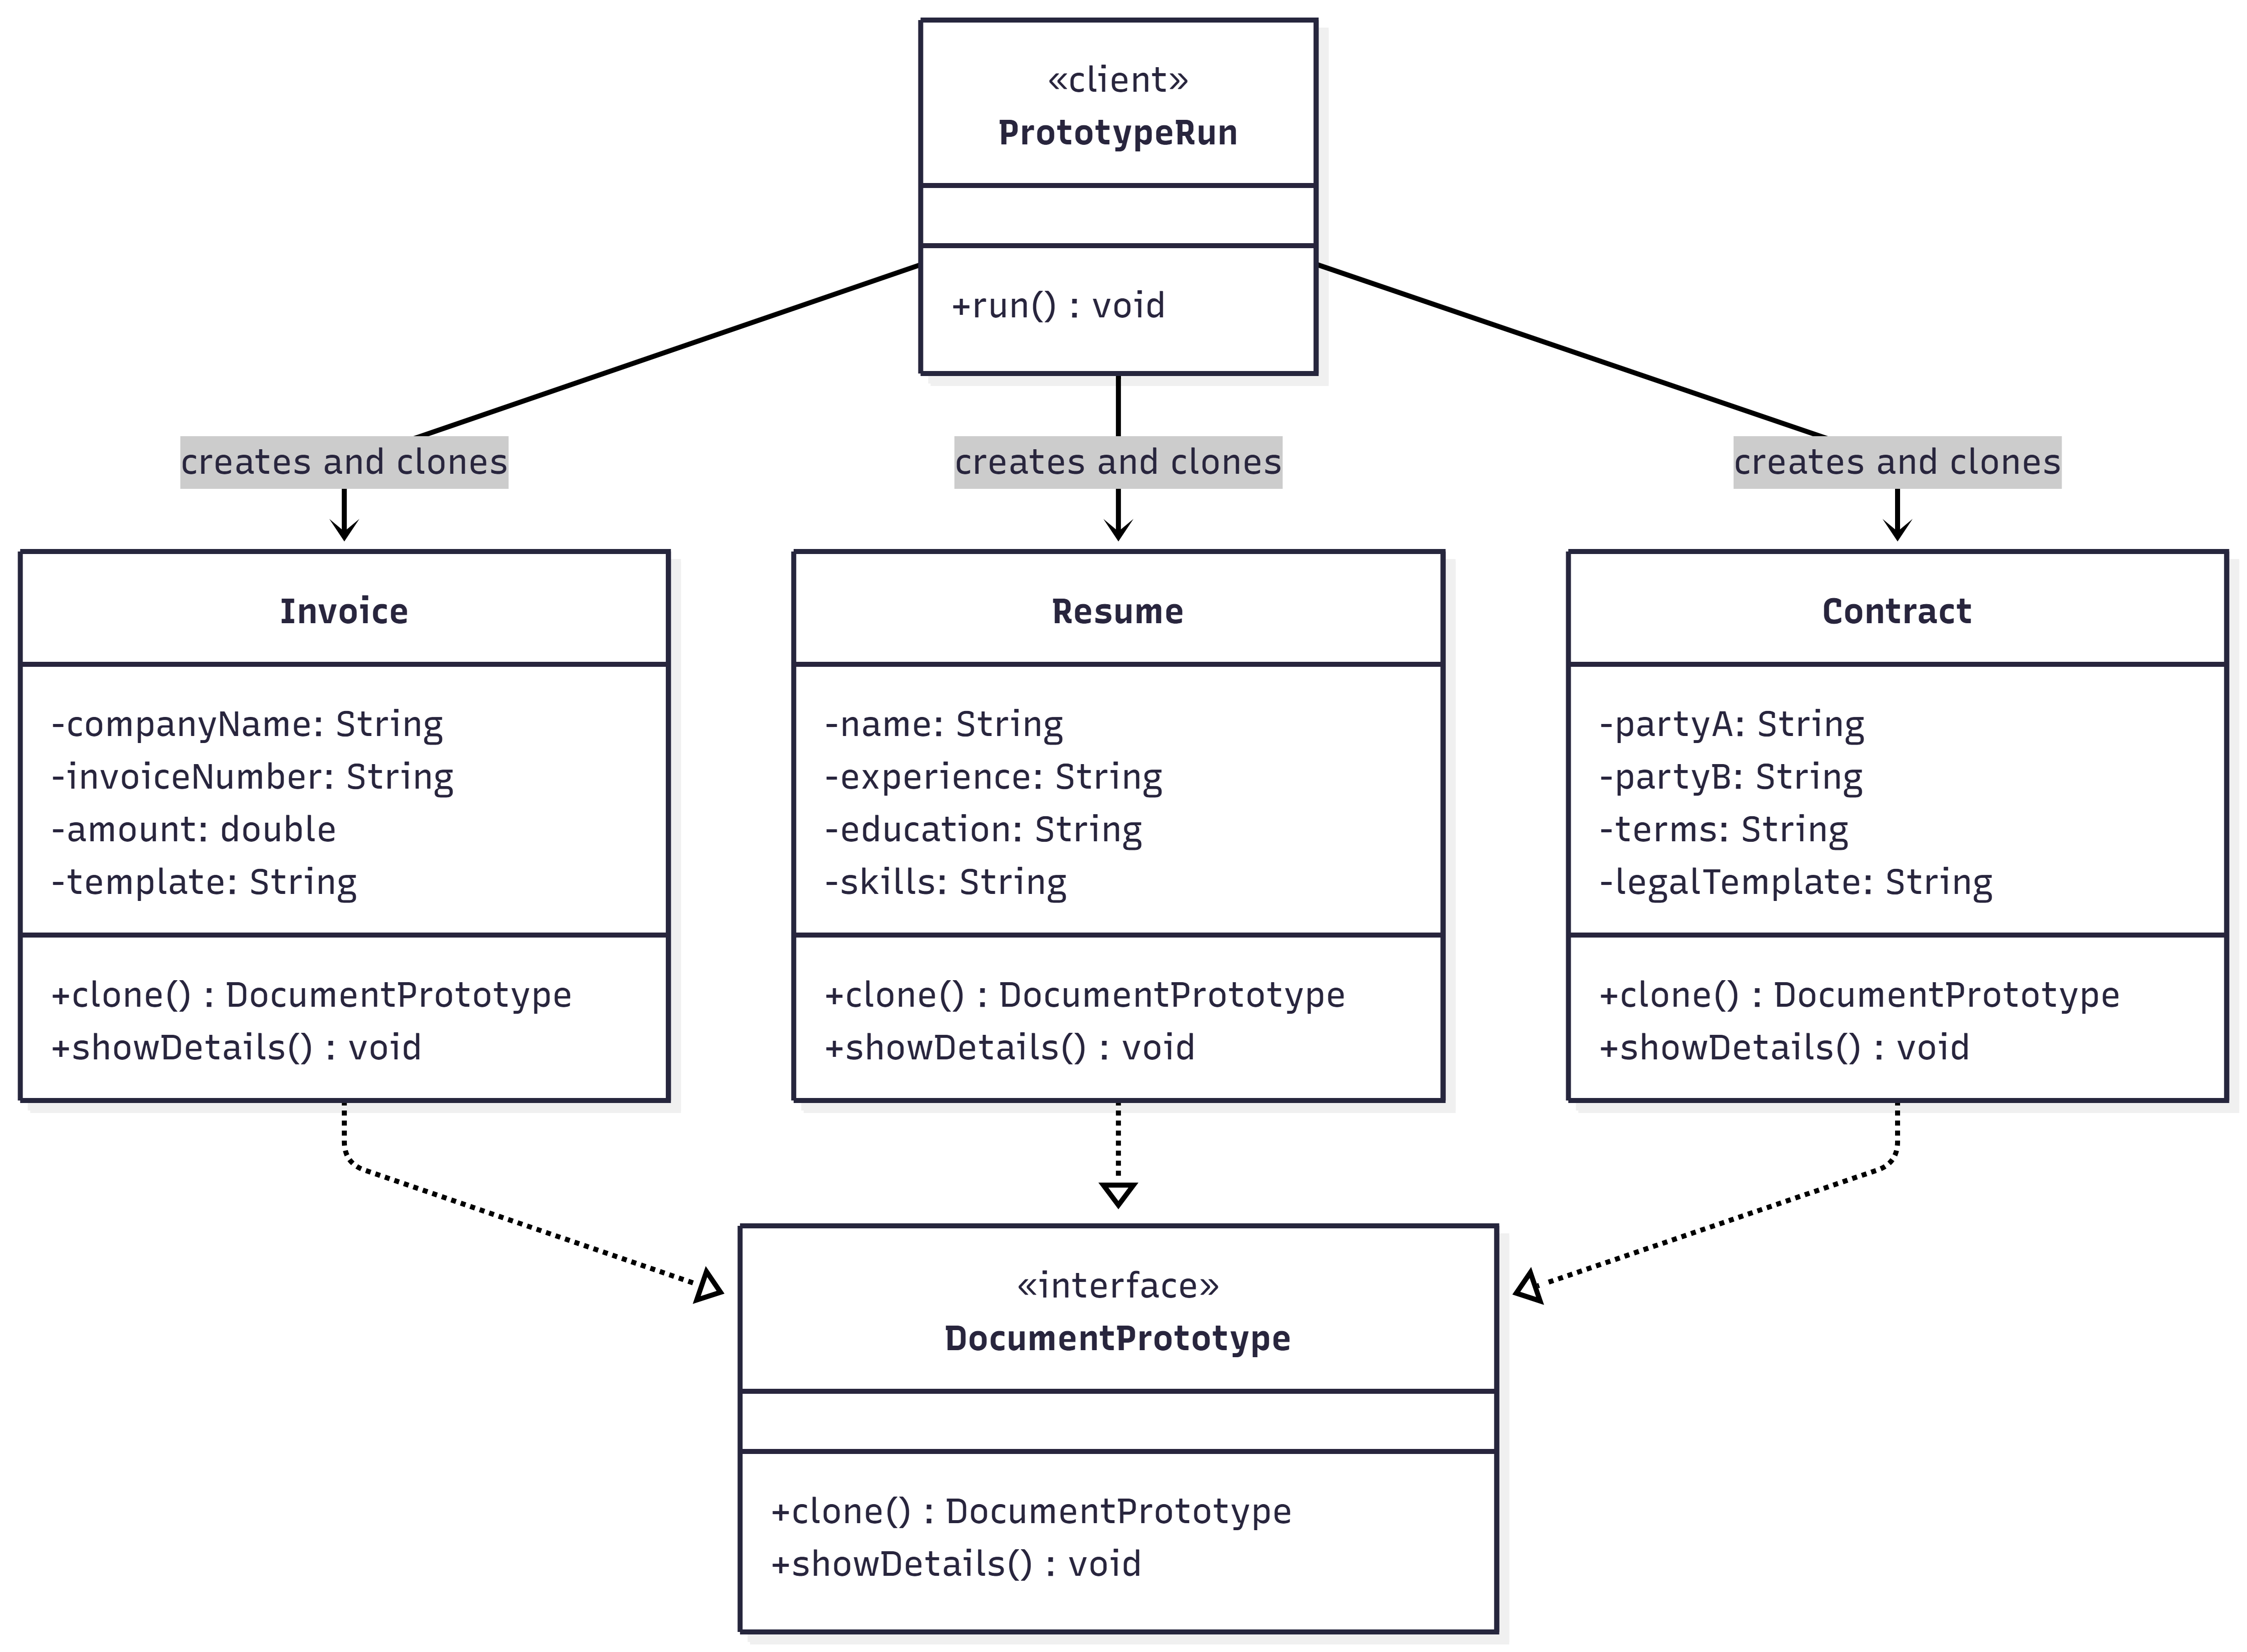 «client»
PrototypeRun
+run() : void
creates and clones
creates and clones
creates and clones
Invoice
-companyName: String
-invoiceNumber: String
-amount: double
-template: String
+clone() : DocumentPrototype
+showDetails() : void
Resume
-name: String
-experience: String
-education: String
-skills: String
+clone() : DocumentPrototype
+showDetails() : void
Contract
-partyA: String
-partyB: String
-terms: String
-legalTemplate: String
+clone() : DocumentPrototype
+showDetails() : void
«interface»
DocumentPrototype
+clone() : DocumentPrototype
+showDetails() : void